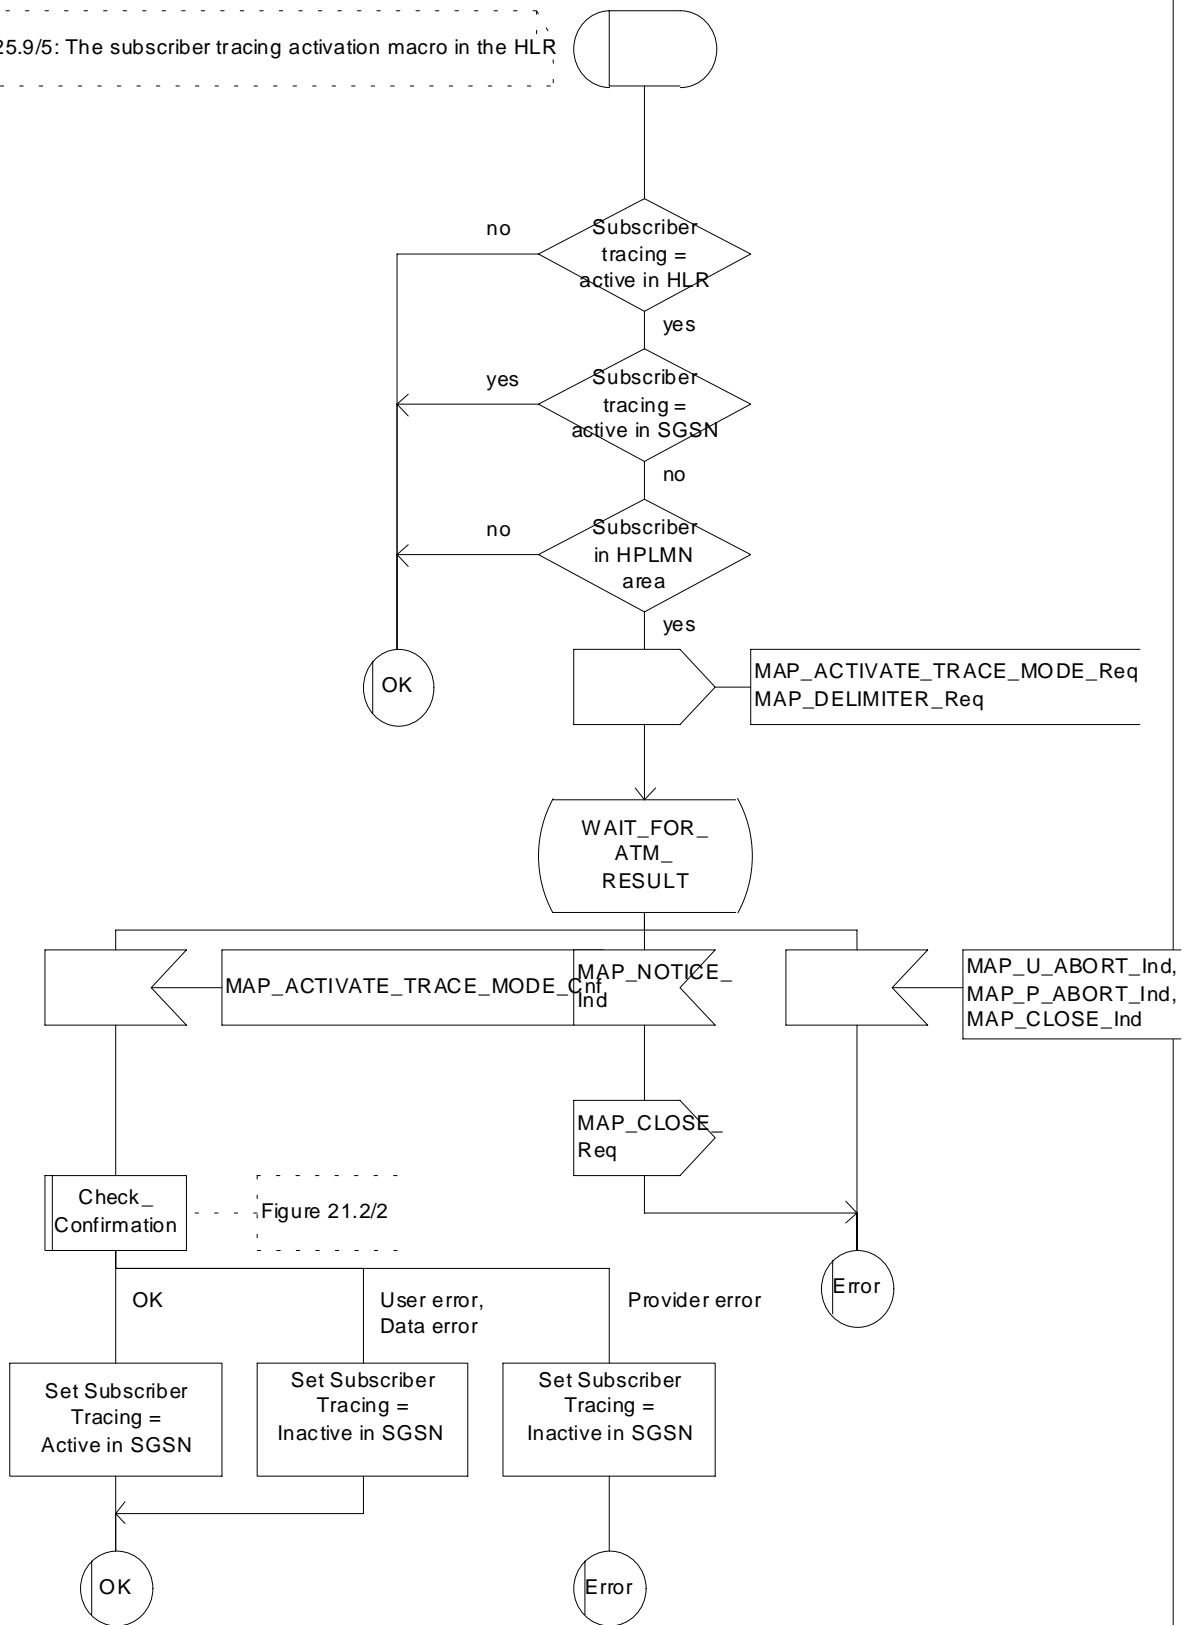 25.9/5: The subscriber tracing activation macro in the HLR
no
Subscriber
tracing =
active in HLR
yes
yes
Subscriber
tracing =
active in SGSN
no
no
Subscriber
in HPLMN
area
yes
OK
MAP_ACTIVATE_TRACE_MODE_Req
MAP_DELIMITER_Req
WAIT_FOR_
ATM_
RESULT
MAP_ACTIVATE_TRACE_MODE_Cnf
MAP_NOTICE_
Ind
MAP_U_ABORT_Ind,
MAP_P_ABORT_Ind,
MAP_CLOSE_Ind
MAP_CLOSE_
Req
Check_
Confirmation
Figure 21.2/2
Error
OK
User error,
Data error
Provider error
Set Subscriber
Tracing =
Active in SGSN
Set Subscriber
Tracing =
Inactive in SGSN
Set Subscriber
Tracing =
Inactive in SGSN
OK
Error